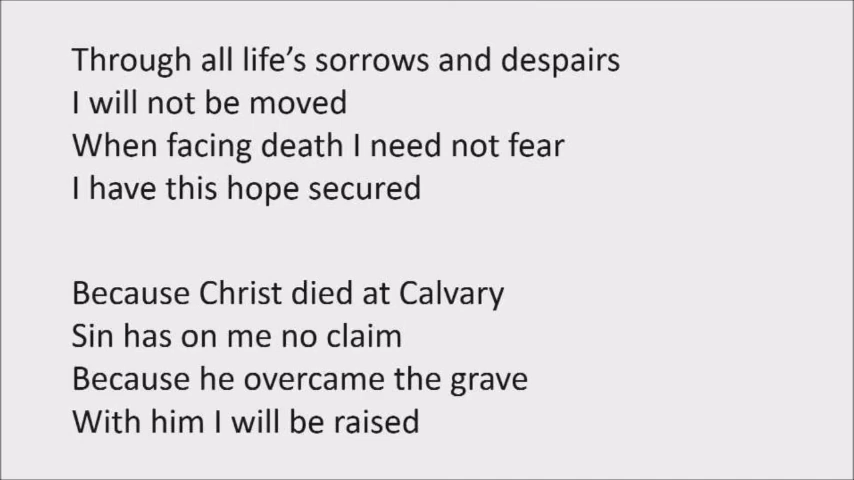 Through all life’s sorrows and despairs
I will not be moved
When facing death I need not fear
I have this hope secured
Because Christ died at Calvary
Sin has on me no claim
Because he overcame the grave
With him I will be raised